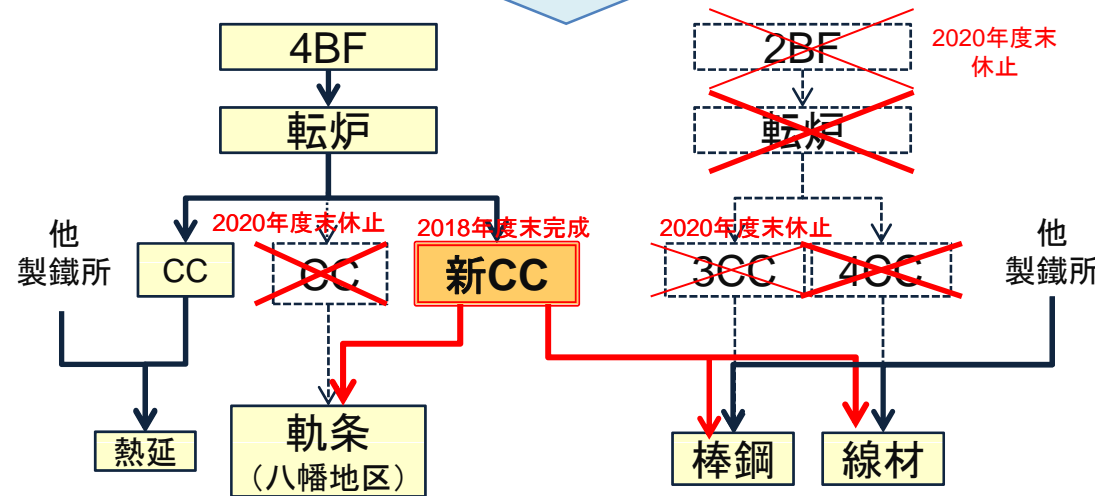 4BF
2BF
2020年度末
休止
転炉
転炉
2020年度末休止
2018年度末完成
2020年度末休止
他
製鐵所
CC
CC
新CC
3CC
4CC
他
製鐵所
熱延
軌条
（八幡地区）
棒鋼
線材